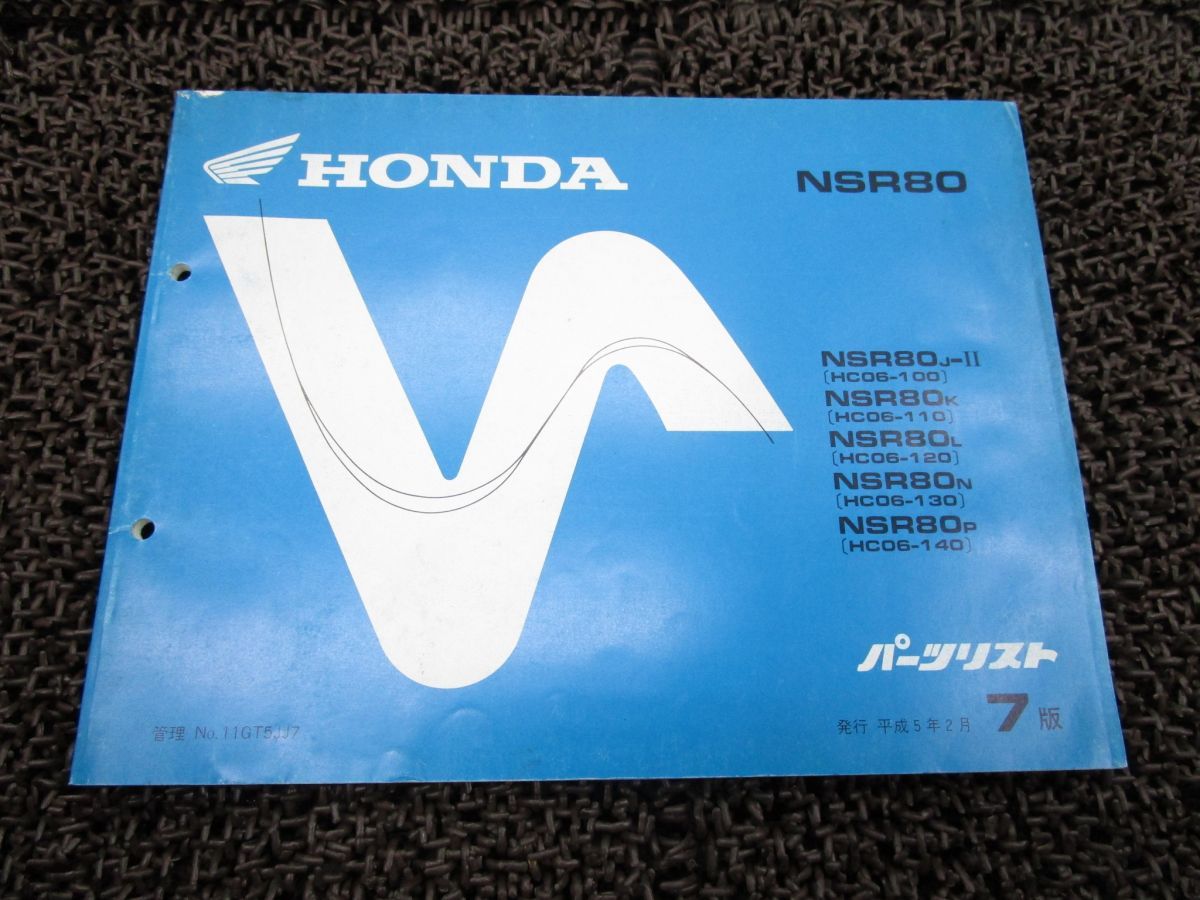 HONDA
NSR80
NSR80J-II
(HC06-100)
NSR80K
(HC06-110)
NSR80L
(HC06-120)
NSR80N
(HC06-130)
NSR80P
(HC06-140)
パーツリスト
管理 No.11GT5JJ7
発行 平成5年2月 7版